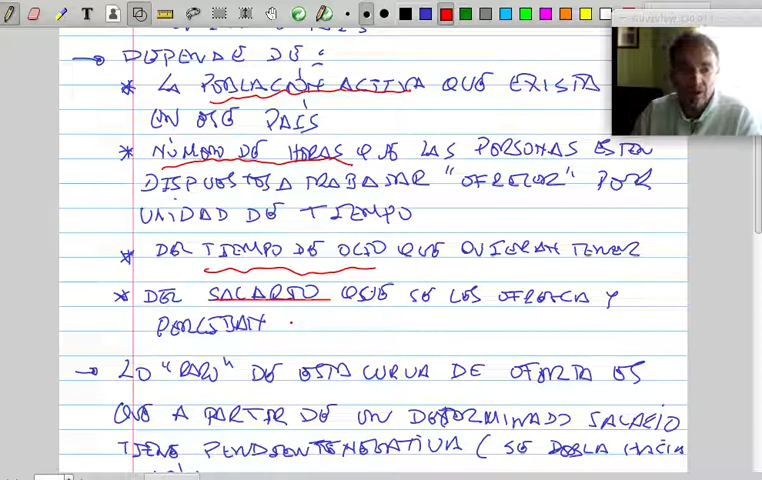 → DEPENDE DE:
* LA POBLACIÓN ACTIVA QUE EXISTA
EN ESE PAÍS
* NÚMERO DE HORAS QUE LAS PERSONAS ESTÉN
DISPUESTOS A TRABAJAR "OFRECER" POR
UNIDAD DE TIEMPO
* DEL TIEMPO DE OCIO QUE QUIERAN TENER
* DEL SALARIO QUE SE LES OFREZCA Y
PERCIBAN
→ LO "RARO" DE ESTA CURVA DE OFERTA ES
QUE A PARTIR DE UN DETERMINADO SALARIO
TIENE PENDIENTE NEGATIVA (SE DOBLA HACIA